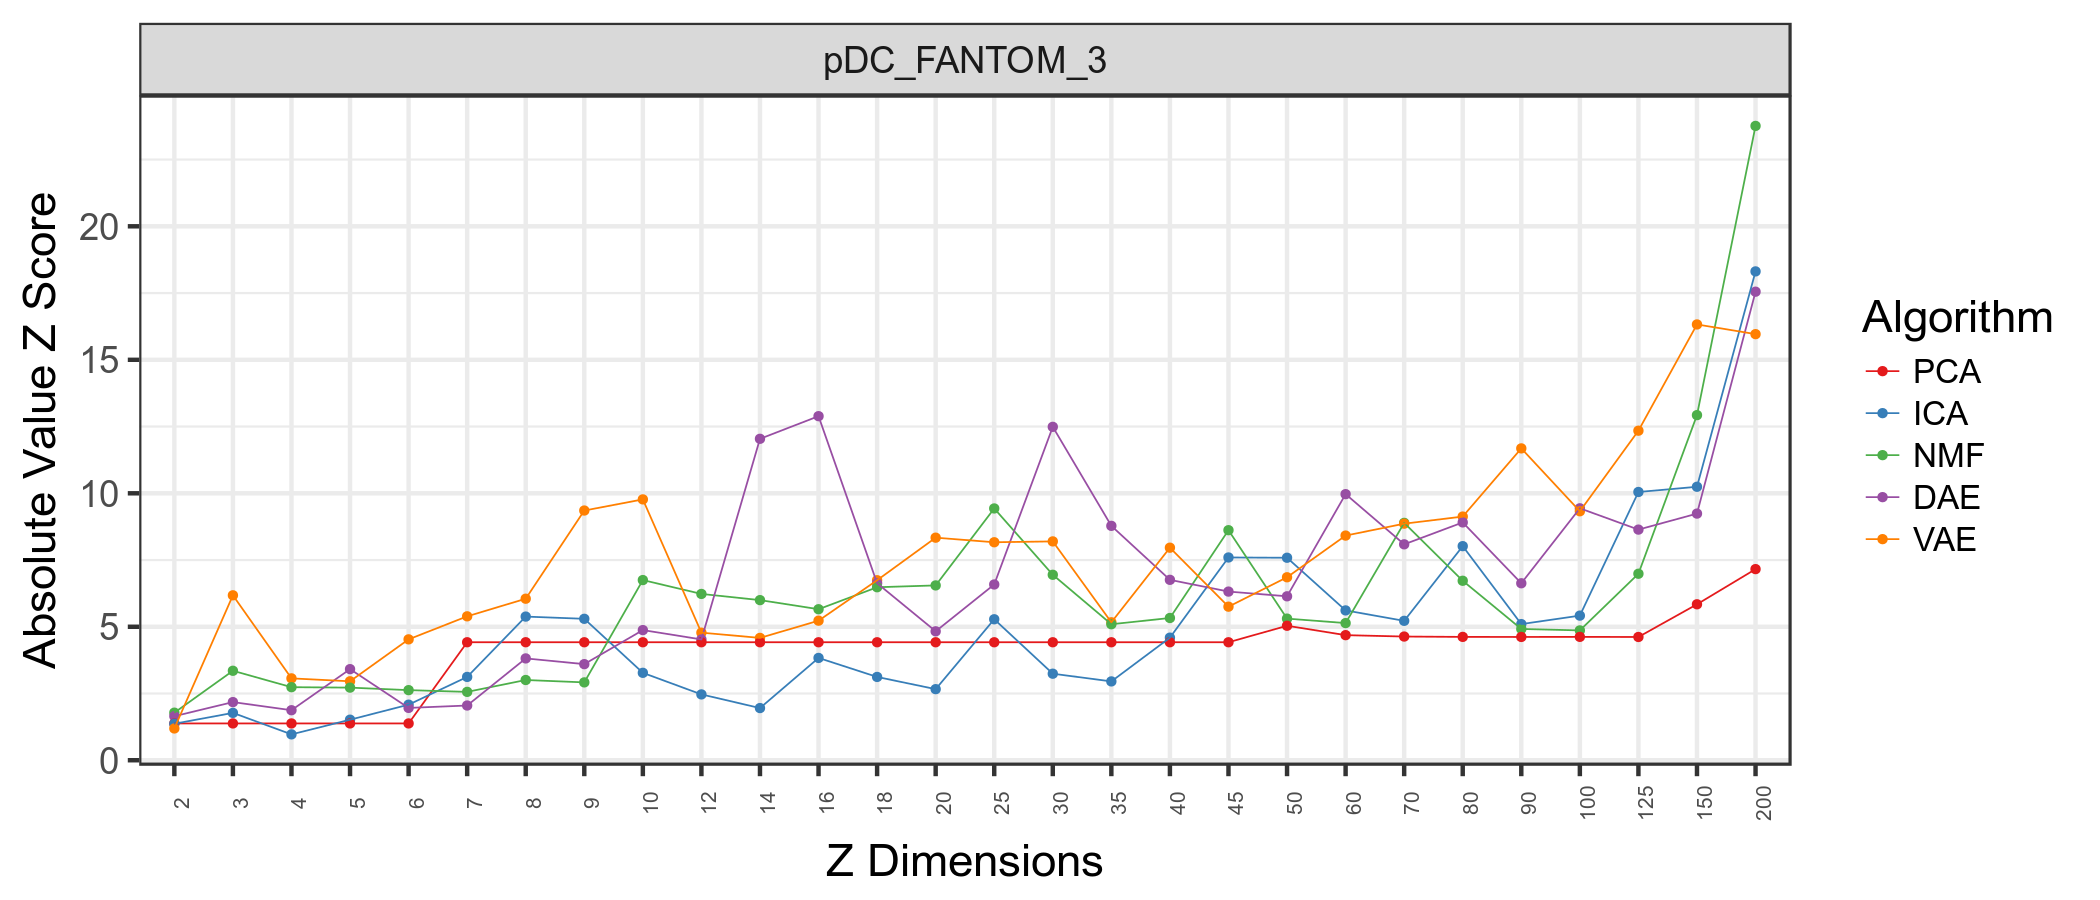 pDC_FANTOM_3
Absolute Value Z Score
20
15
10
5
0
2 3 4 5 6 7 8 9 10 12 14 16 18 20 25 30 35 40 45 50 60 70 80 90 100 125 150 200
Z Dimensions
Algorithm
PCA
ICA
NMF
DAE
VAE